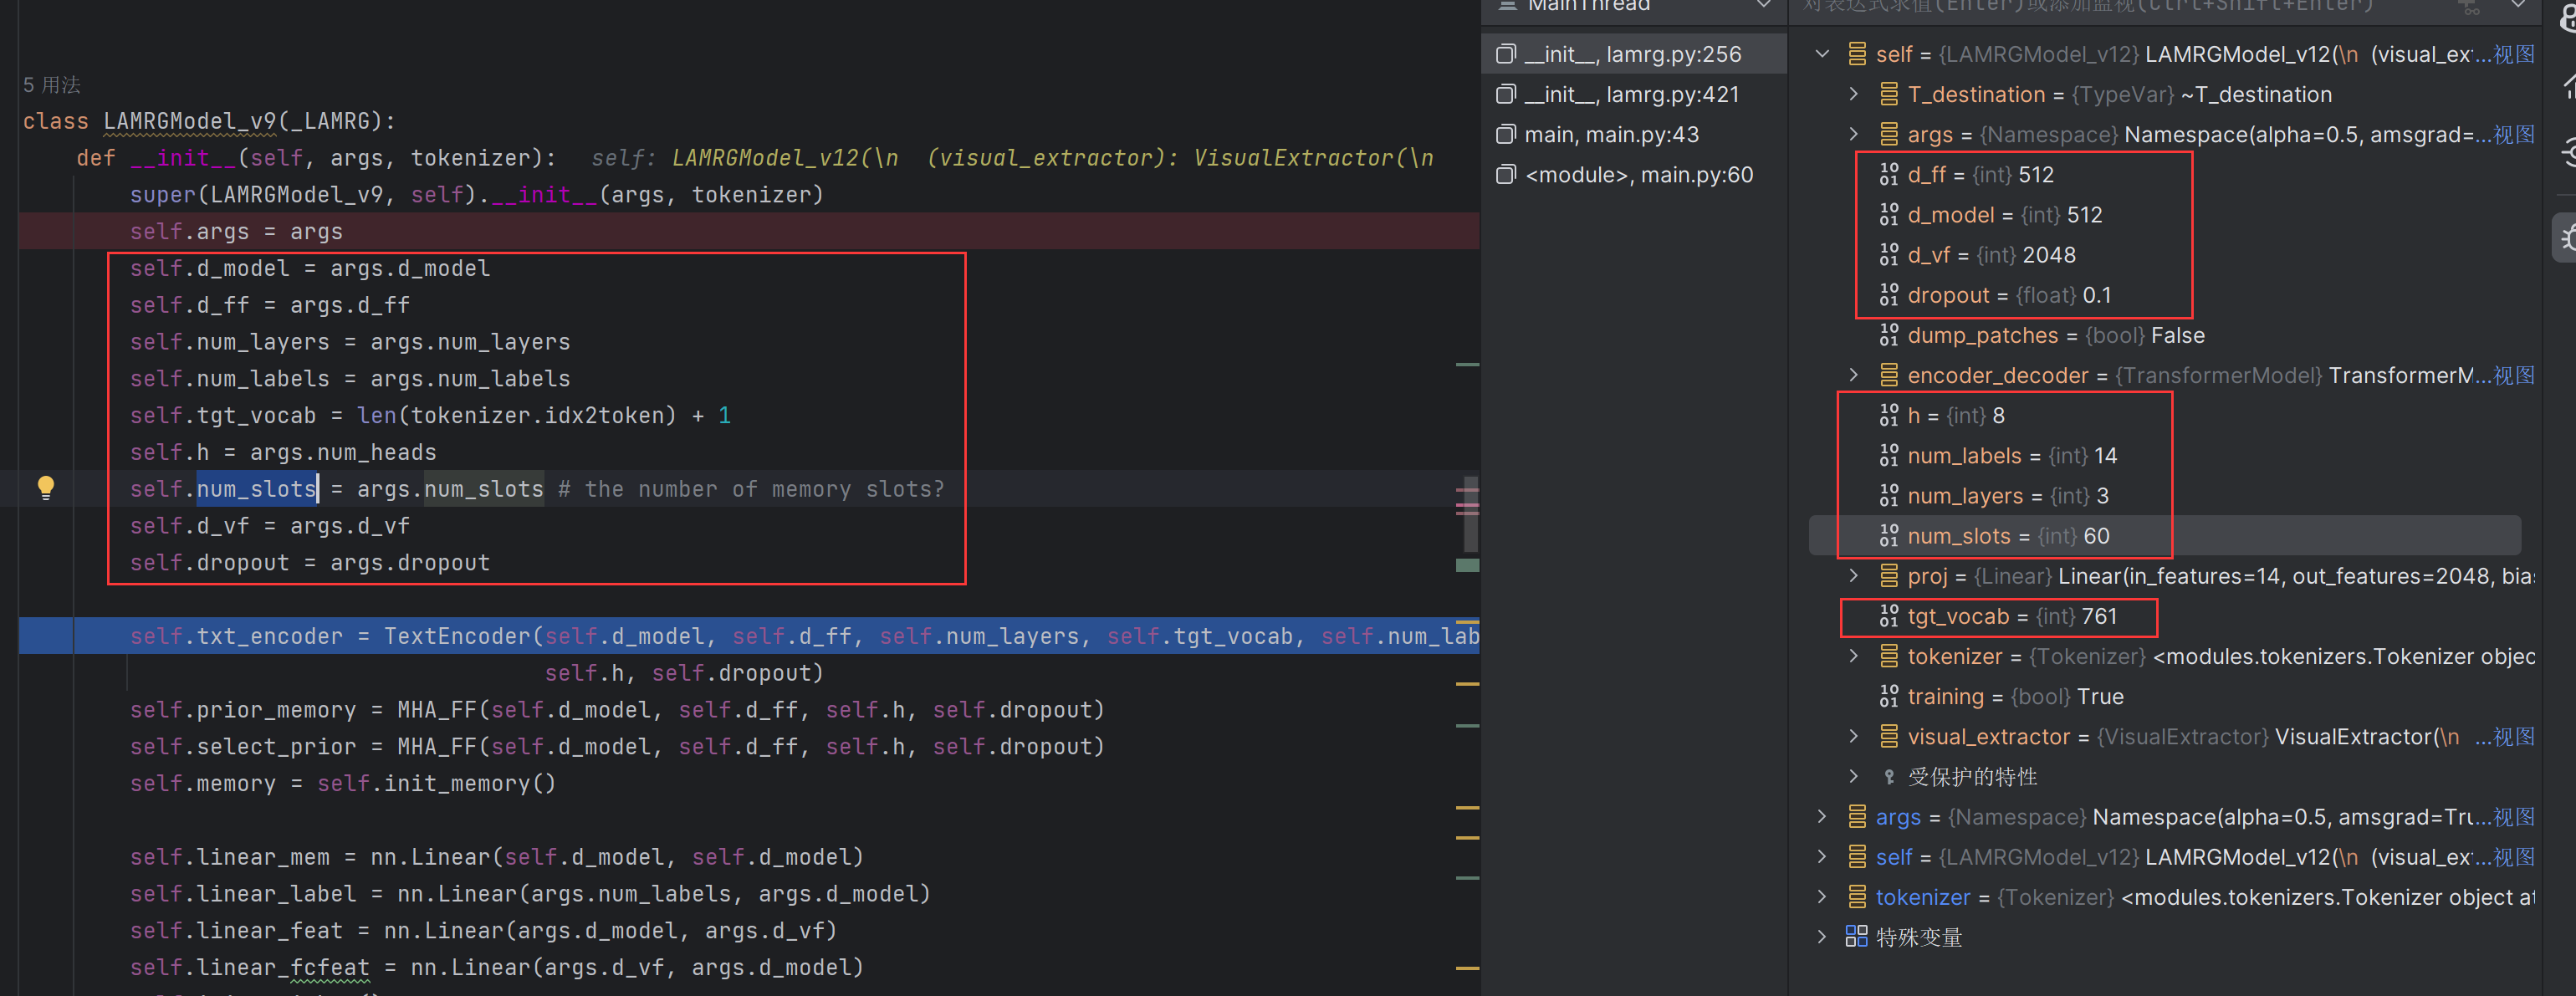 5 用法
class LAMRGModel_v9(_LAMRG):
def __init__(self, args, tokenizer):   self: LAMRGModel_v12(\n  (visual_extractor): VisualExtractor(\n
super(LAMRGModel_v9, self).__init__(args, tokenizer)
self.args = args
self.d_model = args.d_model
self.d_ff = args.d_ff
self.num_layers = args.num_layers
self.num_labels = args.num_labels
self.tgt_vocab = len(tokenizer.idx2token) + 1
self.h = args.num_heads
self.num_slots = args.num_slots # the number of memory slots?
self.d_vf = args.d_vf
self.dropout = args.dropout
self.txt_encoder = TextEncoder(self.d_model, self.d_ff, self.num_layers, self.tgt_vocab, self.num_lab
self.h, self.dropout)
self.prior_memory = MHA_FF(self.d_model, self.d_ff, self.h, self.dropout)
self.select_prior = MHA_FF(self.d_model, self.d_ff, self.h, self.dropout)
self.memory = self.init_memory()
self.linear_mem = nn.Linear(self.d_model, self.d_model)
self.linear_label = nn.Linear(args.num_labels, args.d_model)
self.linear_feat = nn.Linear(args.d_model, args.d_vf)
self.linear_fcfeat = nn.Linear(args.d_vf, args.d_model)
MainThread
__init__, lamrg.py:256
__init__, lamrg.py:421
main, main.py:43
<module>, main.py:60
对表达式求值(Enter)或添加监视(Ctrl+Shift+Enter)
self = {LAMRGModel_v12} LAMRGModel_v12(\n  (visual_ex...视图
T_destination = {TypeVar} ~T_destination
args = {Namespace} Namespace(alpha=0.5, amsgrad=...视图
d_ff = {int} 512
d_model = {int} 512
d_vf = {int} 2048
dropout = {float} 0.1
dump_patches = {bool} False
encoder_decoder = {TransformerModel} TransformerM...视图
h = {int} 8
num_labels = {int} 14
num_layers = {int} 3
num_slots = {int} 60
proj = {Linear} Linear(in_features=14, out_features=2048, bia
tgt_vocab = {int} 761
tokenizer = {Tokenizer} <modules.tokenizers.Tokenizer objec
training = {bool} True
visual_extractor = {VisualExtractor} VisualExtractor(\n  ...视图
受保护的特性
args = {Namespace} Namespace(alpha=0.5, amsgrad=Tru...视图
self = {LAMRGModel_v12} LAMRGModel_v12(\n  (visual_ex...视图
tokenizer = {Tokenizer} <modules.tokenizers.Tokenizer object at
特殊变量